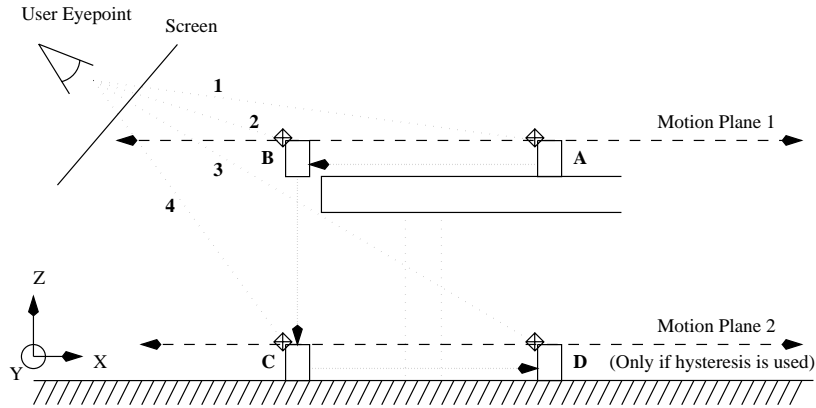 User Eyepoint
Screen
1
2
Motion Plane 1
B
A
3
4
Z
Motion Plane 2
X
Y
C
D
(Only if hysteresis is used)